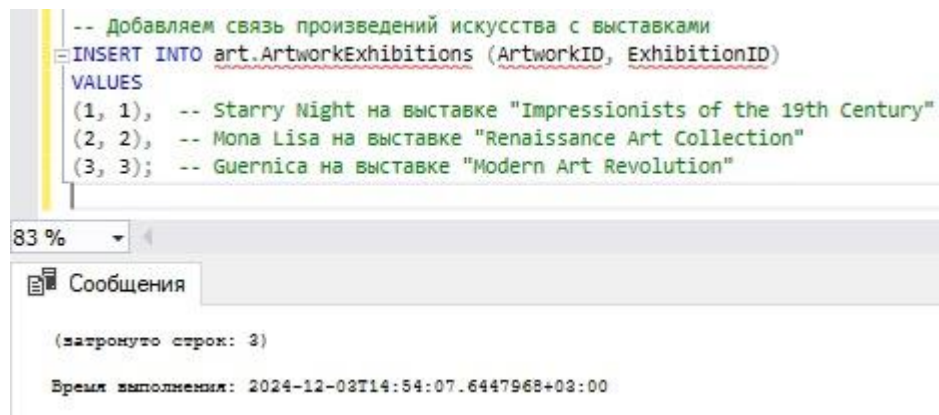 -- Добавляем связь произведений искусства с выставками
INSERT INTO art.ArtworkExhibitions (ArtworkID, ExhibitionID)
VALUES
(1, 1),  -- Starry Night на выставке "Impressionists of the 19th Century"
(2, 2),  -- Mona Lisa на выставке "Renaissance Art Collection"
(3, 3);  -- Guernica на выставке "Modern Art Revolution"
83 %
Сообщения
(затронуто строк: 3)
Время выполнения: 2024-12-03T14:54:07.6447968+03:00